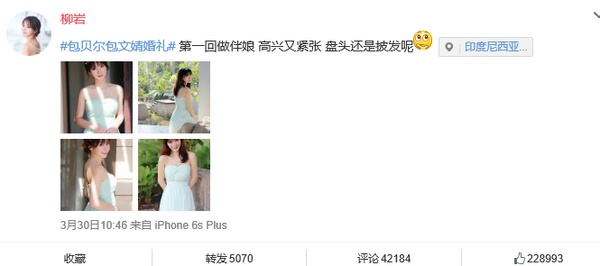 柳岩
#包贝尔包文婧婚礼# 第一回做伴娘 高兴又紧张 盘头还是披发呢 印度尼西亚...
3月30日10:46 来自 iPhone 6s Plus
收藏 转发 5070 评论 42184 228993